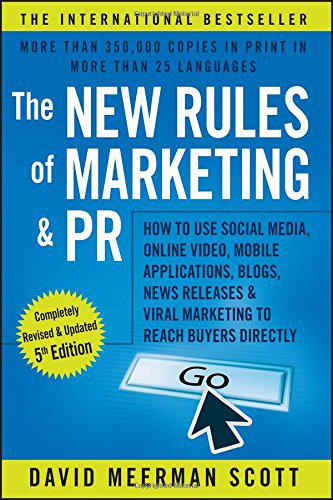 THE INTERNATIONAL BESTSELLER
MORE THAN 350,000 COPIES IN PRINT IN
MORE THAN 25 LANGUAGES
The NEW RULES
of MARKETING
& PR
HOW TO USE SOCIAL MEDIA,
ONLINE VIDEO, MOBILE
APPLICATIONS, BLOGS,
NEWS RELEASES &
VIRAL MARKETING TO
REACH BUYERS DIRECTLY
Completely
Revised & Updated
5th Edition
Go
DAVID MEERMAN SCOTT